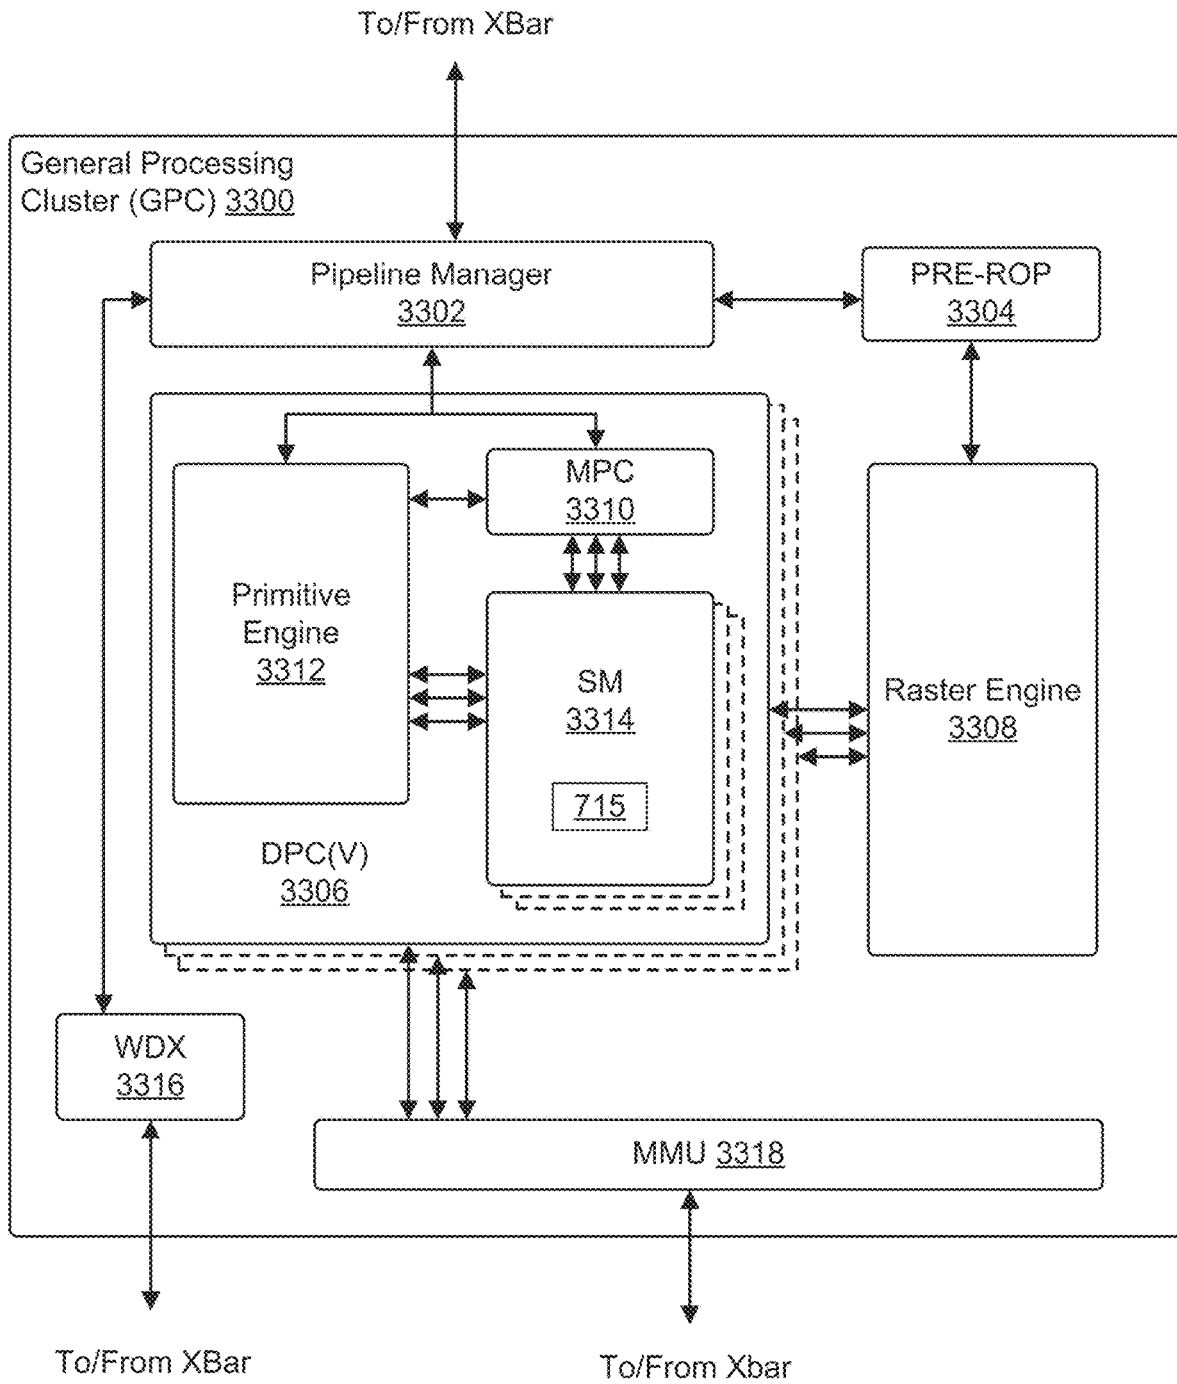 To/From XBar
General Processing
Cluster (GPC) 3300
Pipeline Manager
3302
PRE-ROP
3304
MPC
3310
Primitive
Engine
3312
SM
3314
715
Raster Engine
3308
DPC(V)
3306
WDX
3316
MMU 3318
To/From XBar
To/From Xbar